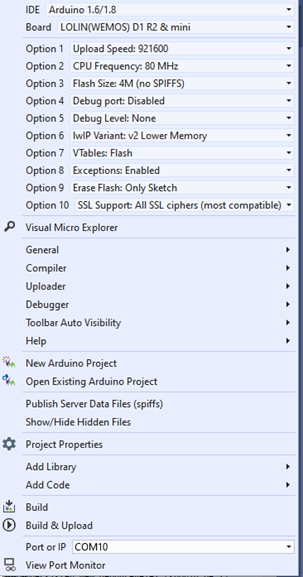 IDE Arduino 1.6/1.8
Board LOLIN(WEMOS) D1 R2 & mini
Option 1 Upload Speed: 921600
Option 2 CPU Frequency: 80 MHz
Option 3 Flash Size: 4M (no SPIFFS)
Option 4 Debug port: Disabled
Option 5 Debug Level: None
Option 6 lwIP Variant: v2 Lower Memory
Option 7 VTables: Flash
Option 8 Exceptions: Enabled
Option 9 Erase Flash: Only Sketch
Option 10 SSL Support: All SSL ciphers (most compatible)
Visual Micro Explorer
General
Compiler
Uploader
Debugger
Toolbar Auto Visibility
Help
New Arduino Project
Open Existing Arduino Project
Publish Server Data Files (spiffs)
Show/Hide Hidden Files
Project Properties
Add Library
Add Code
Build
Build & Upload
Port or IP COM10
View Port Monitor